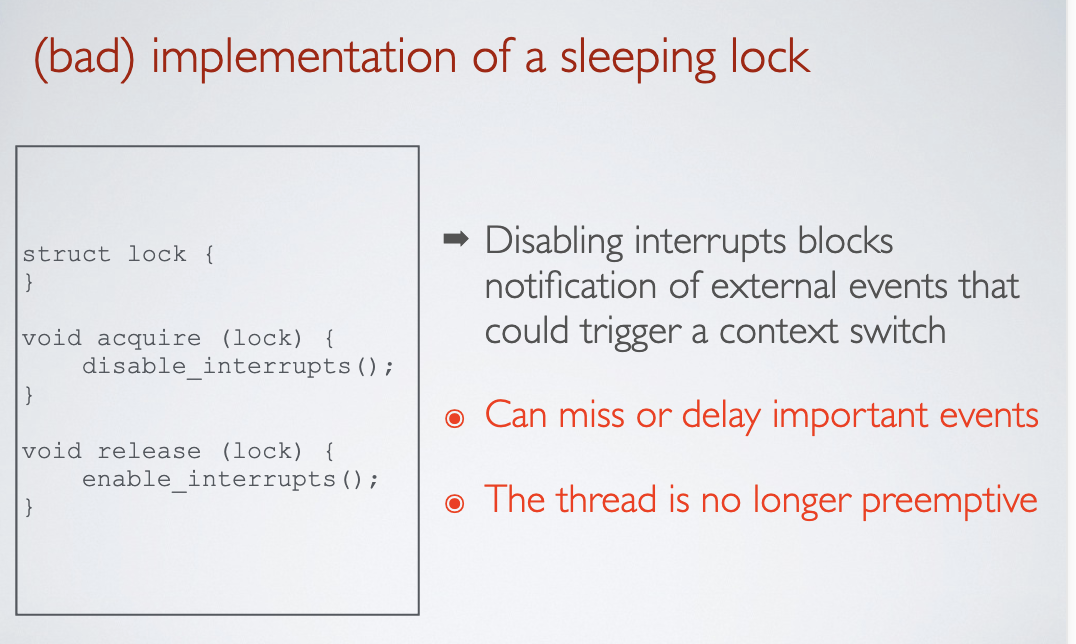 (bad) implementation of a sleeping lock
struct lock {
}
void acquire (lock) {
    disable_interrupts();
}
void release (lock) {
    enable_interrupts();
}
➡ Disabling interrupts blocks
notification of external events that
could trigger a context switch
◉ Can miss or delay important events
◉ The thread is no longer preemptive